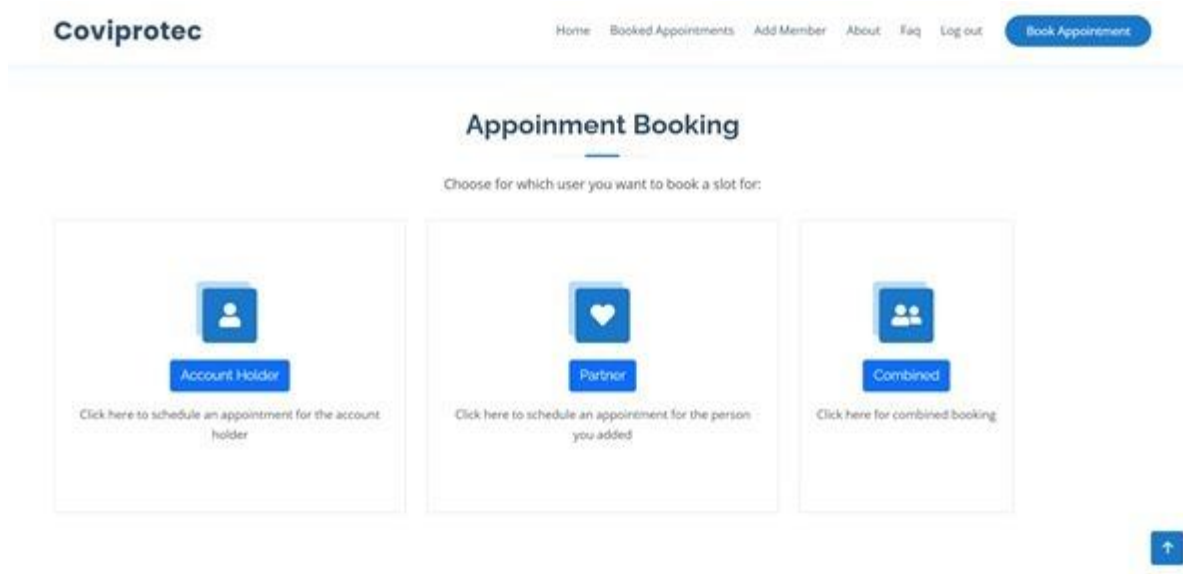 Coviprotec
Home Booked Appointments Add Member About Faq Log out Book Appointment
Appoinment Booking
Choose for which user you want to book a slot for:
Account Holder
Click here to schedule an appointment for the account
holder
Partner
Click here to schedule an appointment for the person
you added
Combined
Click here for combined booking